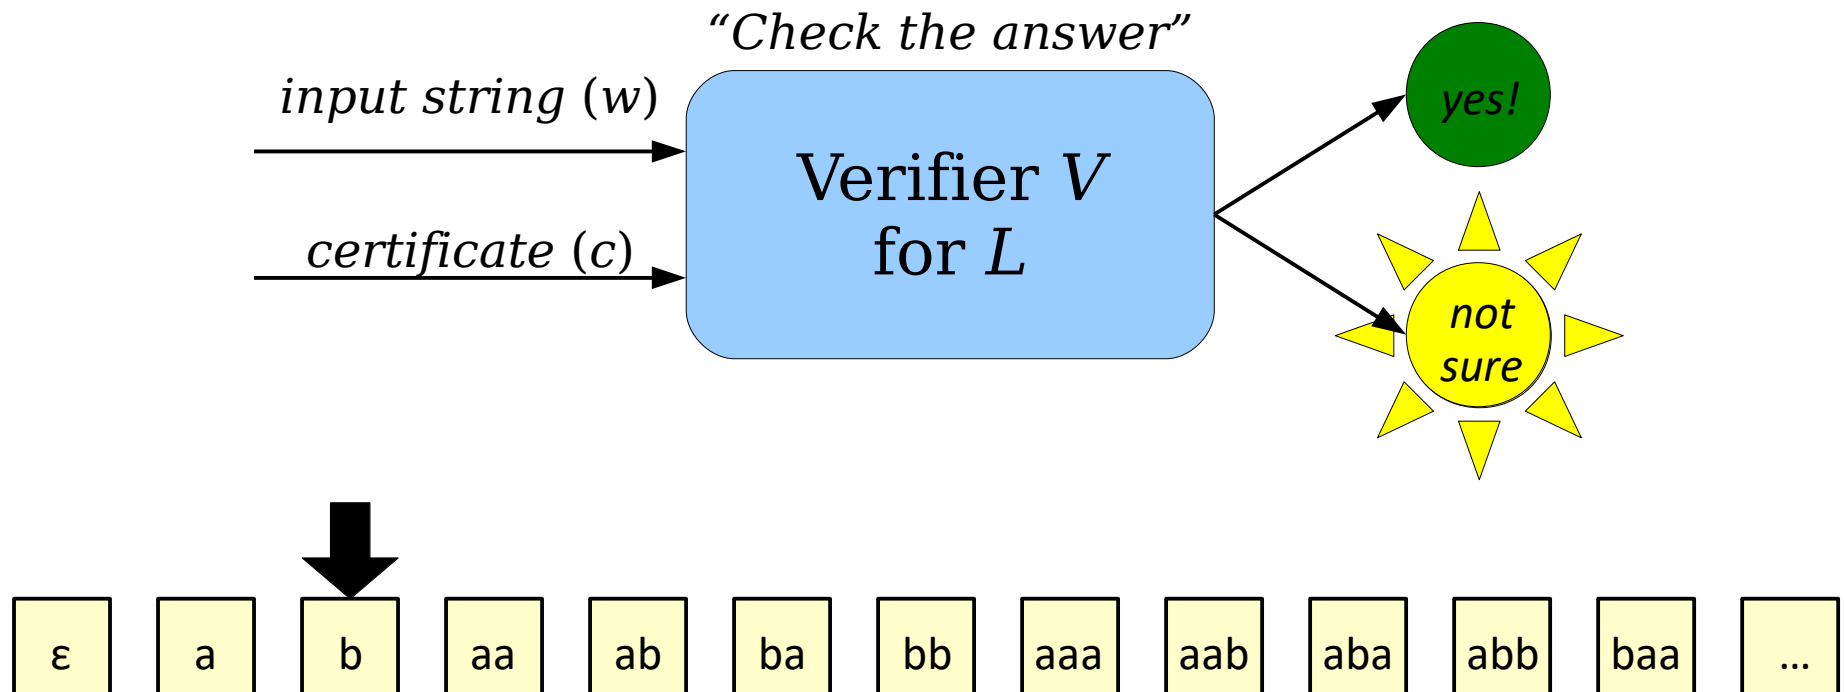 “Check the answer”
input string (w)
certificate (c)
Verifier V
for L
yes!
not
sure
ε a b aa ab ba bb aaa aab aba abb baa ...